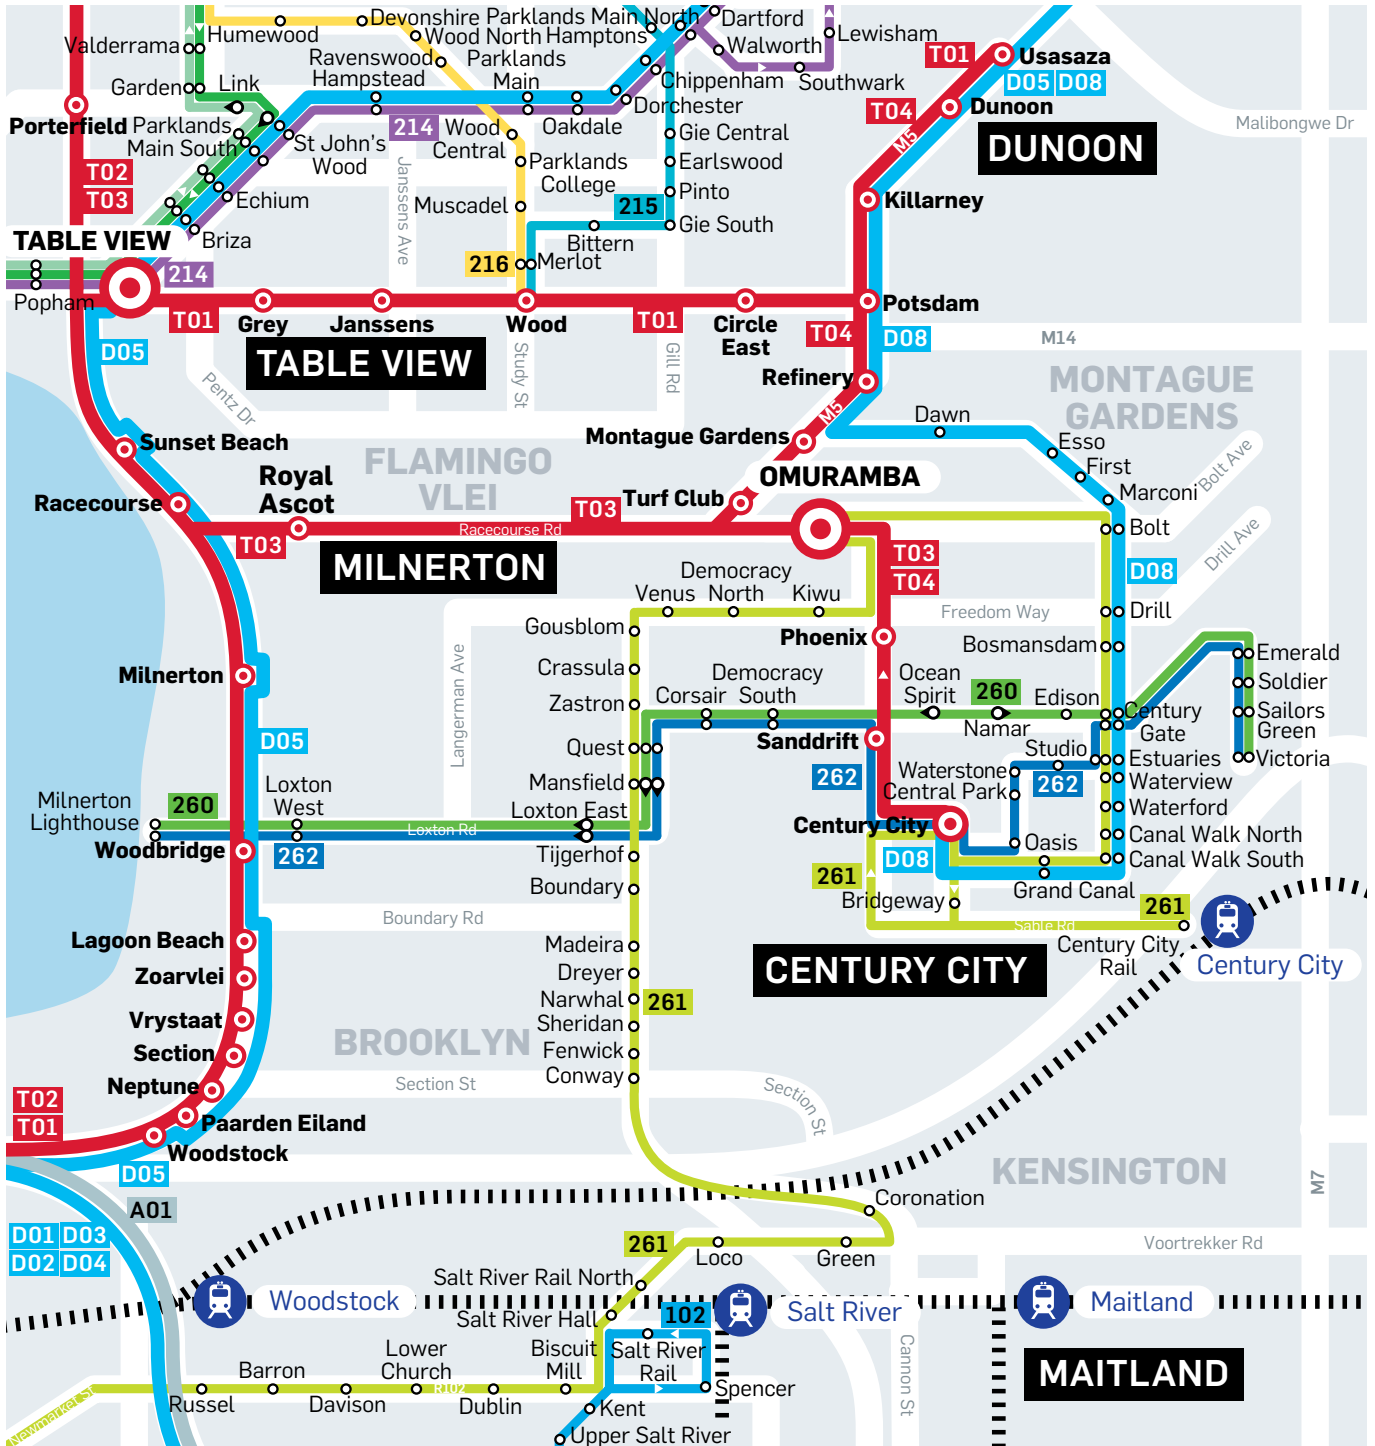 Valderrama
Humewood
Devonshire
Parklands Main North
Dartford
Wood North
Hamptons
Walworth
Lewisham
Ravenswood
Hampstead
Parklands
Main
Chippenham
Southwark
T01
Usasaza
D05
D08
Garden
Link
Dorchester
T04
Dunoon
M5
DUNOON
Malibongwe Dr
Porterfield
Parklands
Main South
St John's
Wood
214
Wood
Central
Oakdale
Gie Central
Earlswood
Parklands
College
Pinto
T02
T03
Echium
Janssens Ave
Muscadel
215
Gie South
Killarney
TABLE VIEW
Briza
Bittern
216
Merlot
214
Popham
T01
Grey
Janssens
Wood
T01
Circle
East
Potsdam
T04
D08
M14
D05
TABLE VIEW
Study St
Gill Rd
Refinery
MONTAGUE
GARDENS
Pentz Dr
M5
Dawn
Sunset Beach
Montague Gardens
Esso
First
Bolt Ave
FLAMINGO
VLEI
Royal
Ascot
OMURAMBA
Marconi
Racecourse
Turf Club
T03
Racecourse Rd
T03
Bolt
Drill Ave
MILNERTON
T03
T04
D08
Democracy
North
Venus
Kiwu
Freedom Way
Drill
Gousblom
Phoenix
Bosmansdam
Emerald
Langerman Ave
Crassula
Milnerton
Democracy
South
Corsair
Ocean
Spirit
260
Edison
Soldier
Zastron
Namar
Century
Gate
Sailors
Green
D05
Quest
Sanddrift
Studio
Estuaries
Victoria
Mansfield
262
Waterstone
Central Park
262
Waterview
Milnerton
Lighthouse
260
Loxton
West
Loxton East
Waterford
Loxton Rd
Century City
Canal Walk North
Woodbridge
262
Tijgerhof
D08
Oasis
Canal Walk South
Boundary
261
Bridgeway
Grand Canal
261
Boundary Rd
Sable Rd
Lagoon Beach
Madeira
Century City
Rail
Century City
Zoarvlei
Dreyer
CENTURY CITY
Narwhal
261
Vrystaat
Sheridan
BROOKLYN
Section
Fenwick
Conway
Neptune
Section St
Section St
T02
T01
Paarden Eiland
Woodstock
D05
KENSINGTON
M7
A01
Coronation
D01
D03
D02
D04
261
Loco
Green
Voortrekker Rd
Salt River Rail North
Woodstock
Salt River Hall
102
Salt River
Maitland
Biscuit
Mill
Salt River
Rail
Lower
Church
Barron
Cannon St
MAITLAND
Newmarket St
R102
Russel
Davison
Dublin
Spencer
Kent
Upper Salt River